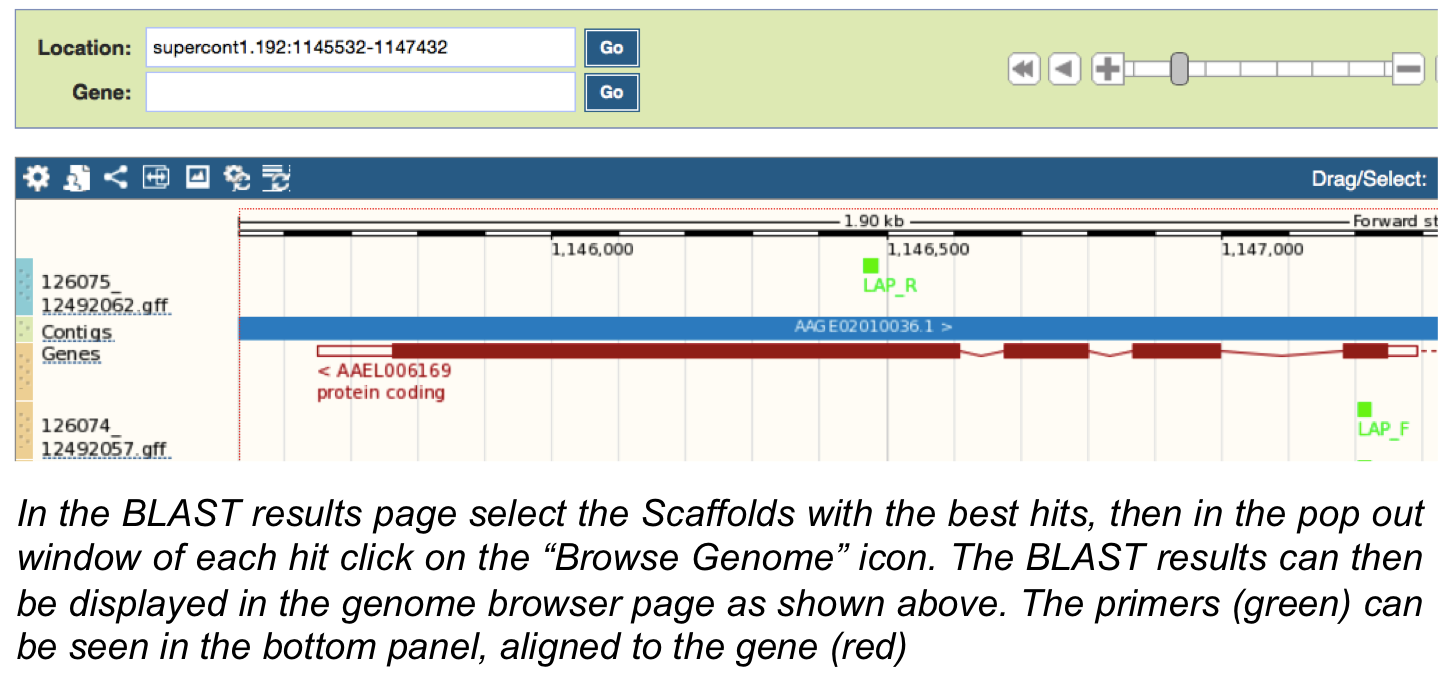 Location: supercont1.192:1145532-1147432 Go
Gene: Go
Drag/Select:
1.90 kb Forward st
1,146,000 1,146,500 1,147,000
126075_
12492062.gff
LAP_R
Contigs AAGE02010036.1 >
Genes
< AAEL006169
protein coding
126074_
12492057.gff
LAP_F
In the BLAST results page select the Scaffolds with the best hits, then in the pop out
window of each hit click on the “Browse Genome” icon. The BLAST results can then
be displayed in the genome browser page as shown above. The primers (green) can
be seen in the bottom panel, aligned to the gene (red)